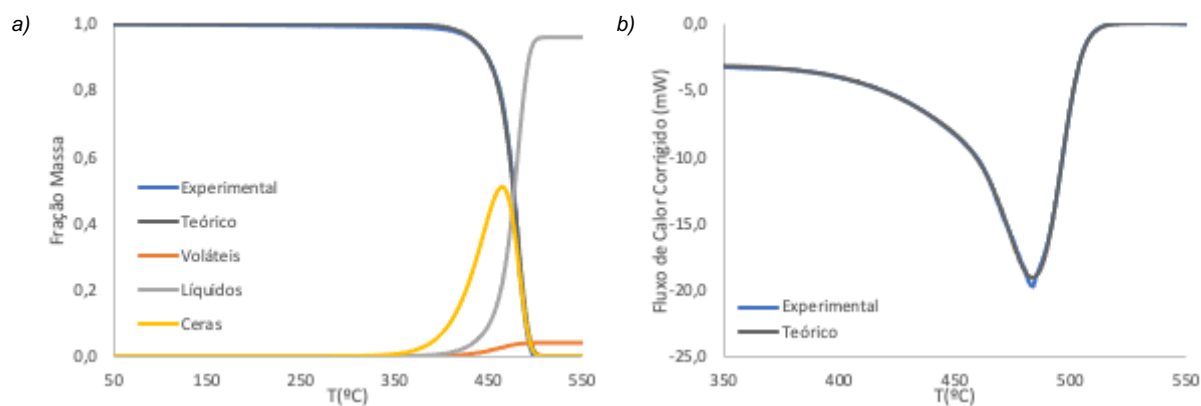 a)
1,0
0,8
0,6
0,4
0,2
0,0
Fração Massa
Experimental
Teórico
Voláteis
Líquidos
Ceras
50
150
250
350
450
550
T(ºC)
b)
0,0
-5,0
-10,0
-15,0
-20,0
-25,0
Fluxo de Calor Corrigido (mW)
Experimental
Teórico
350
400
450
500
550
T(ºC)